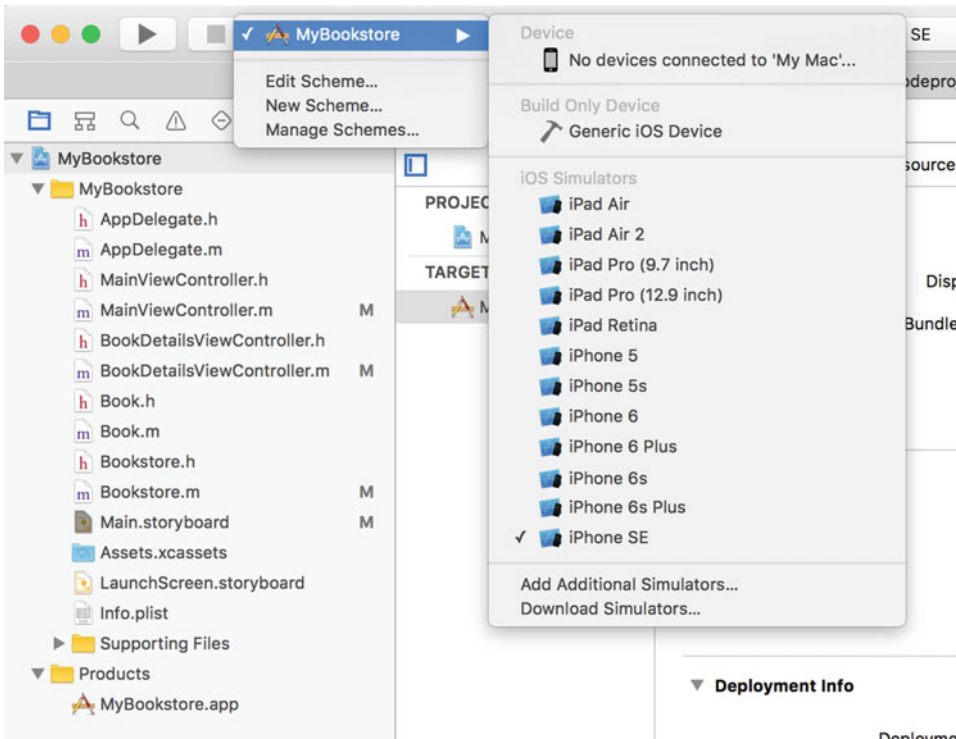 MyBookstore
Edit Scheme...
New Scheme...
Manage Schemes...
Device
No devices connected to 'My Mac'...
Build Only Device
Generic iOS Device
iOS Simulators
iPad Air
iPad Air 2
iPad Pro (9.7 inch)
iPad Pro (12.9 inch)
iPad Retina
iPhone 5
iPhone 5s
iPhone 6
iPhone 6 Plus
iPhone 6s
iPhone 6s Plus
iPhone SE
Add Additional Simulators...
Download Simulators...
SE
odepro
MyBookstore
MyBookstore
h AppDelegate.h
m AppDelegate.m
h MainViewController.h
m MainViewController.m M
h BookDetailsViewController.h
m BookDetailsViewController.m M
h Book.h
m Book.m
h Bookstore.h
m Bookstore.m M
Main.storyboard M
Assets.xcassets
LaunchScreen.storyboard
Info.plist
Supporting Files
Products
MyBookstore.app
PROJEC
M
TARGET
M
source
Disp
Bundle
Deployment Info
Deployme